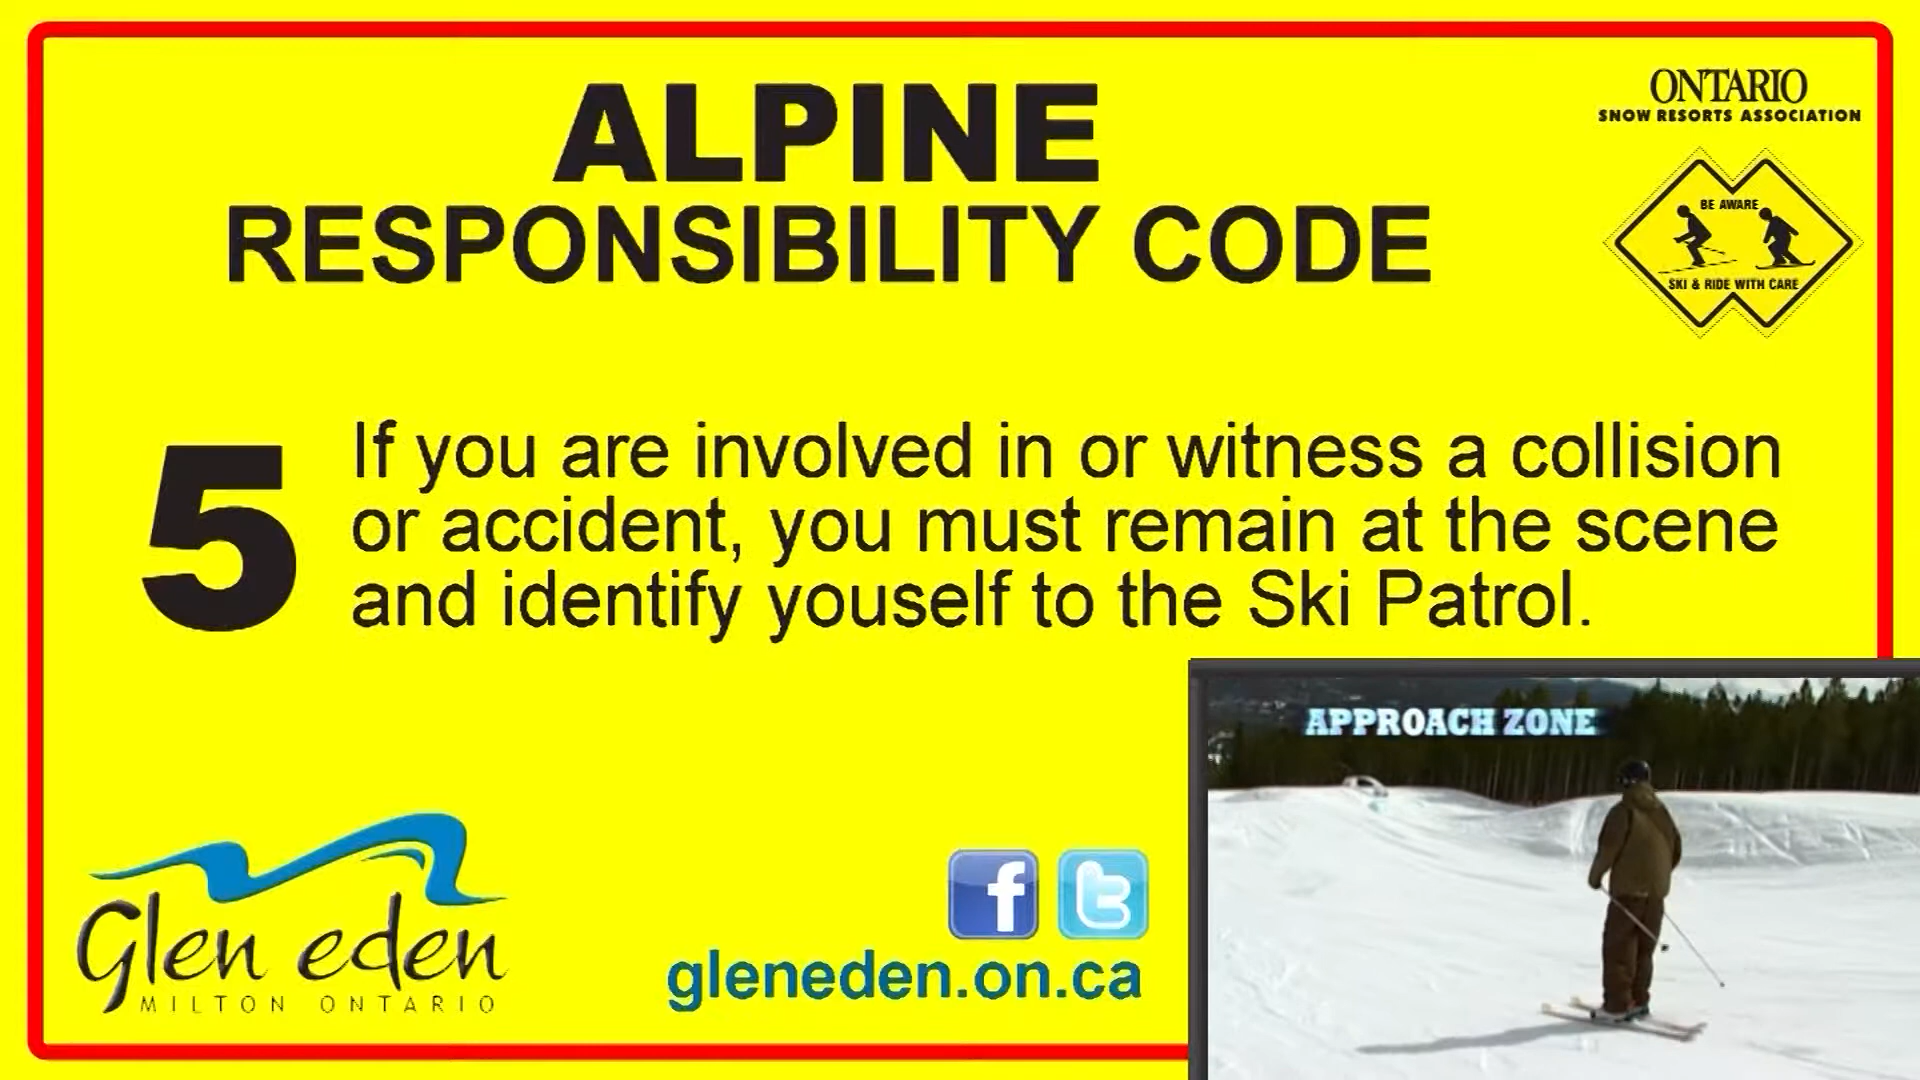 ALPINE
RESPONSIBILITY CODE
ONTARIO
SNOW RESORTS ASSOCIATION
BE AWARE
SKI & RIDE WITH CARE
5
If you are involved in or witness a collision
or accident, you must remain at the scene
and identify youself to the Ski Patrol.
APPROACH ZONE
Glen eden
MILTON ONTARIO
f
t
gleneden.on.ca